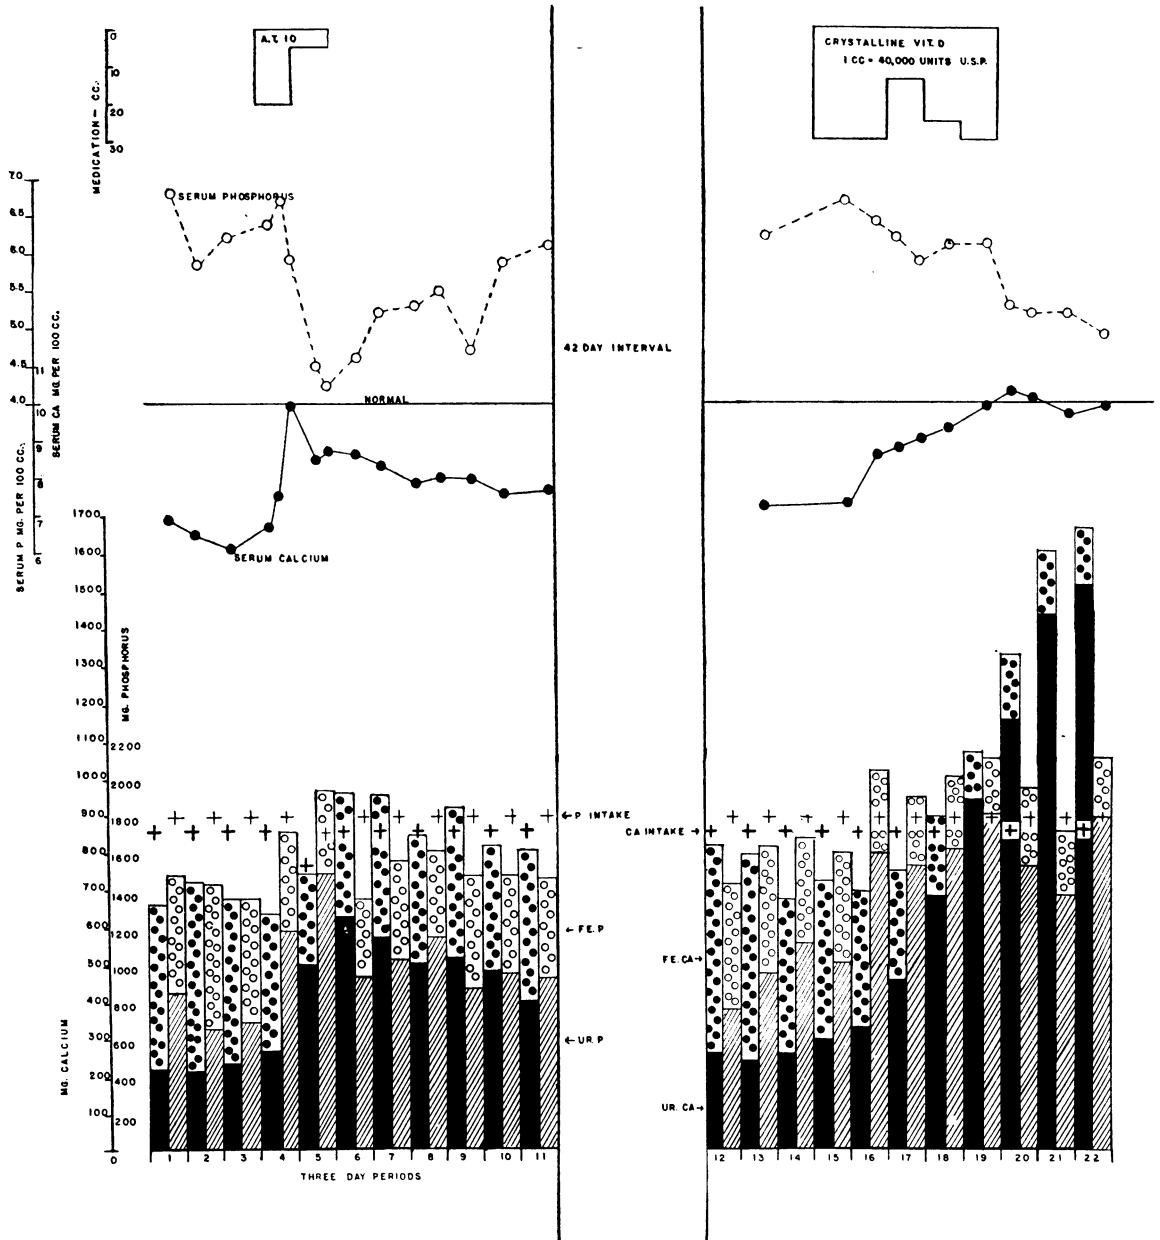 A.T. 10
CRYSTALLINE VIT. D
1 CC = 40,000 UNITS U.S.P.
MEDICATION - CC.
0
10
20
30
SERUM PHOSPHORUS
7.0
6.5
6.0
5.5
5.0
4.5
4.0
SERUM P MG. PER 100 CC.
11
10
9
8
7
6
SERUM CA MG. PER 100 CC.
42 DAY INTERVAL
NORMAL
SERUM CALCIUM
1700
1600
1500
1400
1300
1200
1100
1000
900
800
700
600
500
400
300
200
100
0
MG. CALCIUM
MG. PHOSPHORUS
2200
2000
1800
1600
1400
1200
1000
800
600
400
200
←P INTAKE
CA INTAKE →
←FE.P
FE.CA→
←UR.P
UR. CA→
1 2 3 4 5 6 7 8 9 10 11
12 13 14 15 16 17 18 19 20 21 22
THREE DAY PERIODS